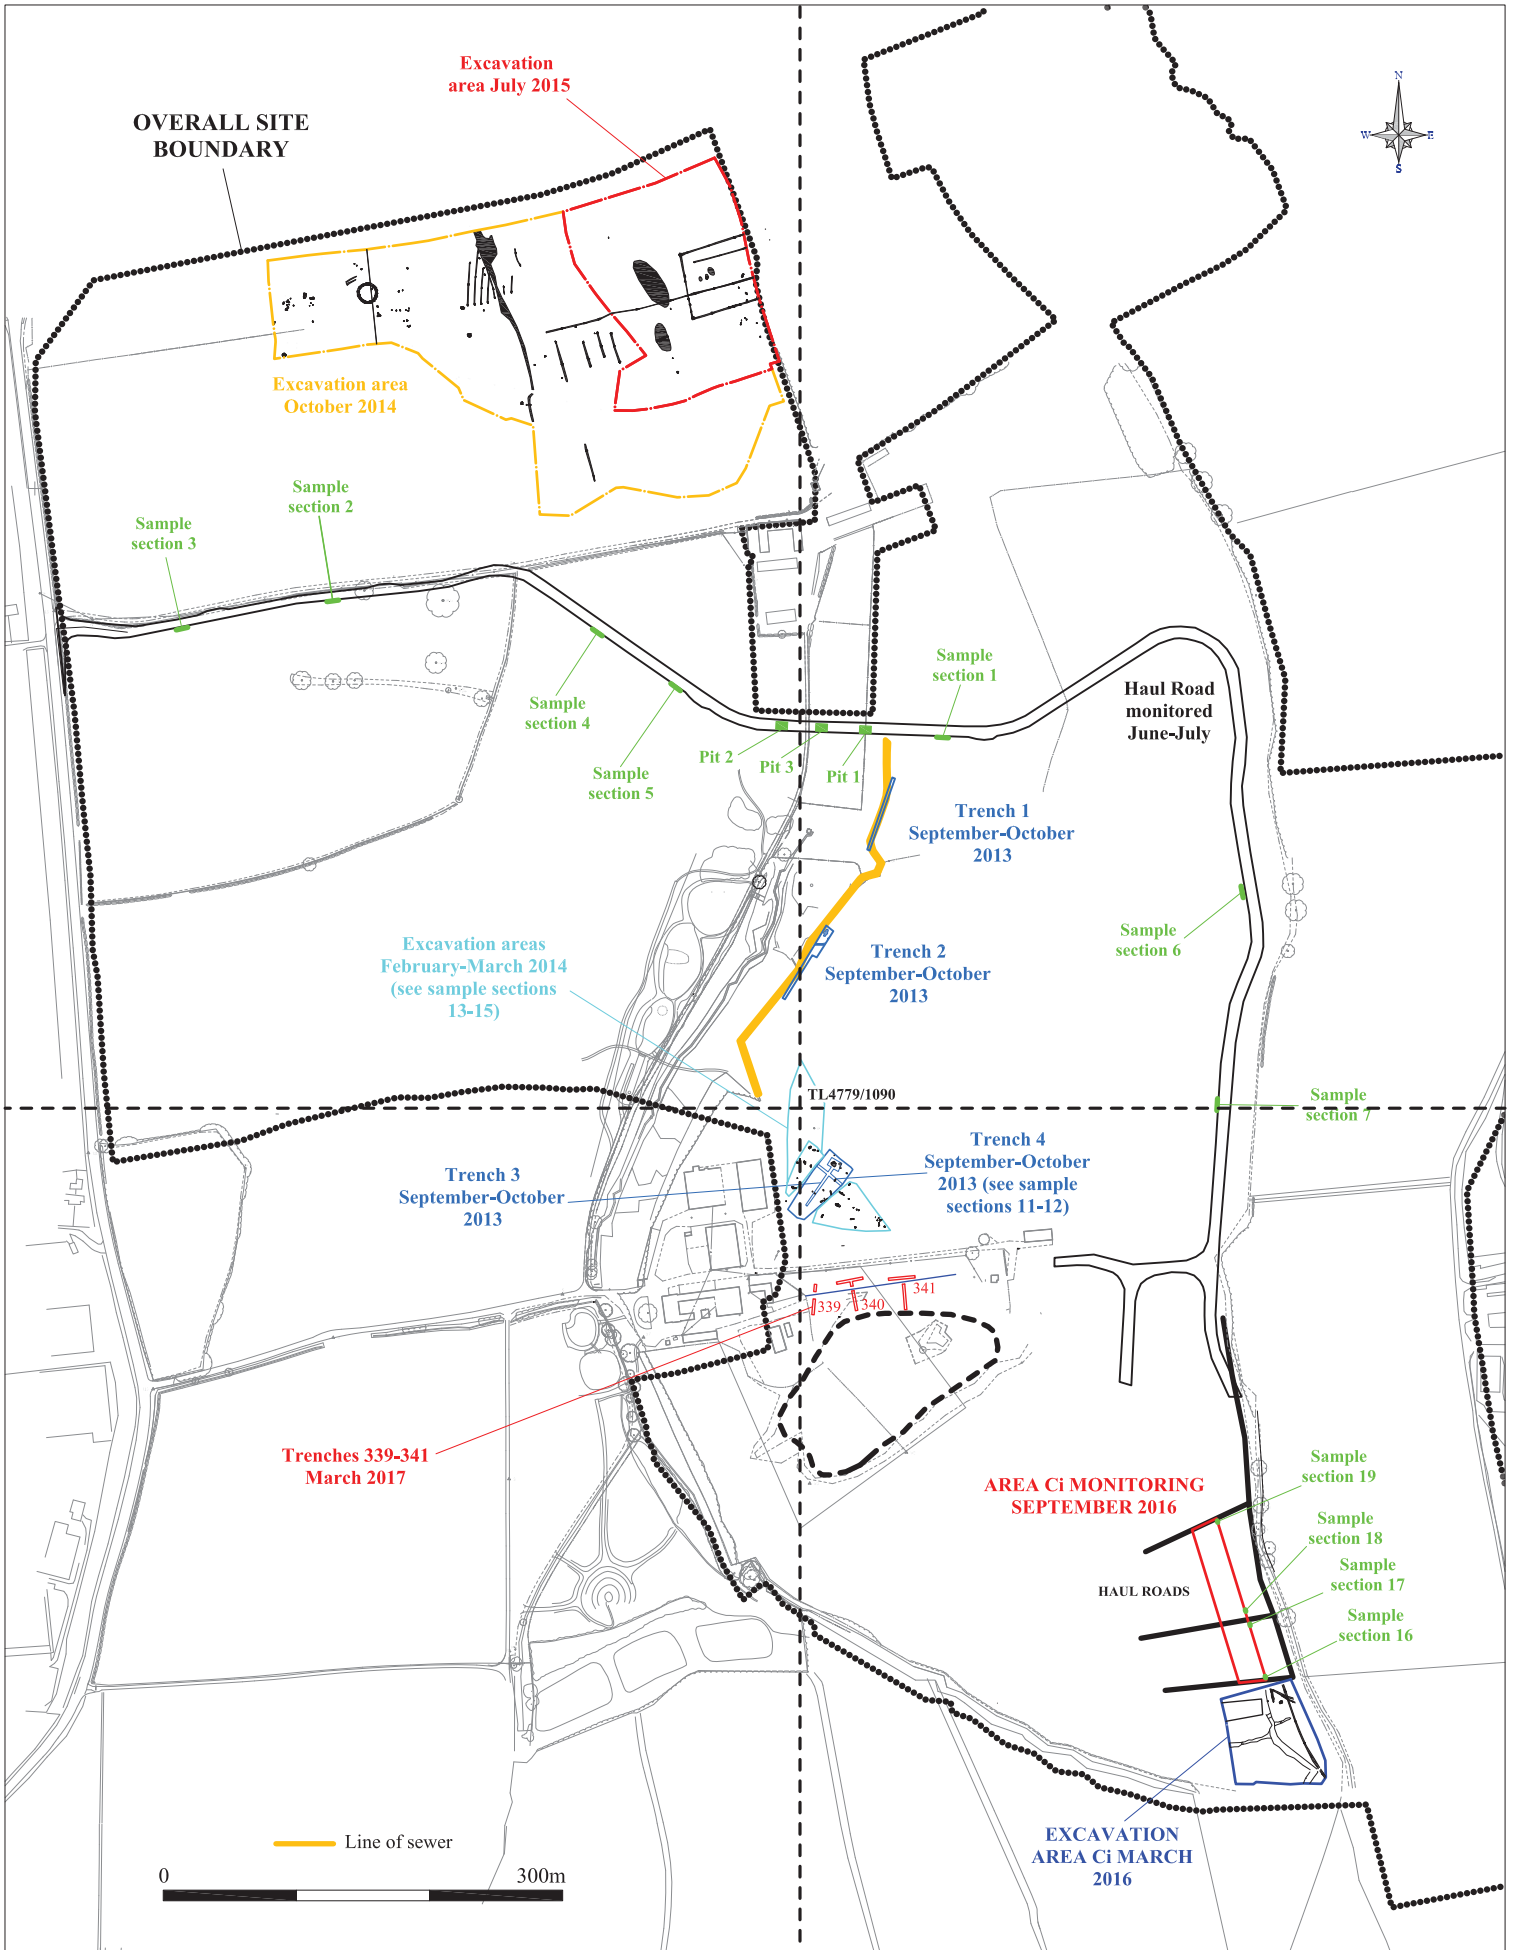 Excavation
area July 2015
OVERALL SITE
BOUNDARY
N
W
E
S
Excavation area
October 2014
Sample
section 2
Sample
section 3
Sample
section 1
Haul Road
monitored
June-July
Sample
section 4
Sample
section 5
Pit 2
Pit 3
Pit 1
Trench 1
September-October
2013
Sample
section 6
Excavation areas
February-March 2014
(see sample sections
13-15)
Trench 2
September-October
2013
TL4779/1090
Sample
section 7
Trench 3
September-October
2013
Trench 4
September-October
2013 (see sample
sections 11-12)
339
340
341
Trenches 339-341
March 2017
AREA Ci MONITORING
SEPTEMBER 2016
Sample
section 19
Sample
section 18
Sample
section 17
Sample
section 16
HAUL ROADS
EXCAVATION
AREA Ci MARCH
2016
Line of sewer
0
300m